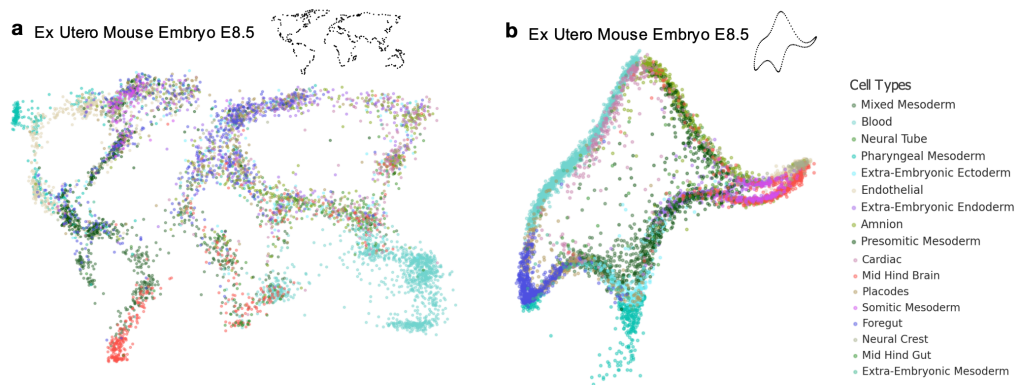 a Ex Utero Mouse Embryo E8.5
b Ex Utero Mouse Embryo E8.5
Cell Types
Mixed Mesoderm
Blood
Neural Tube
Pharyngeal Mesoderm
Extra-Embryonic Ectoderm
Endothelial
Extra-Embryonic Endoderm
Amnion
Presomitic Mesoderm
Cardiac
Mid Hind Brain
Placodes
Somitic Mesoderm
Foregut
Neural Crest
Mid Hind Gut
Extra-Embryonic Mesoderm